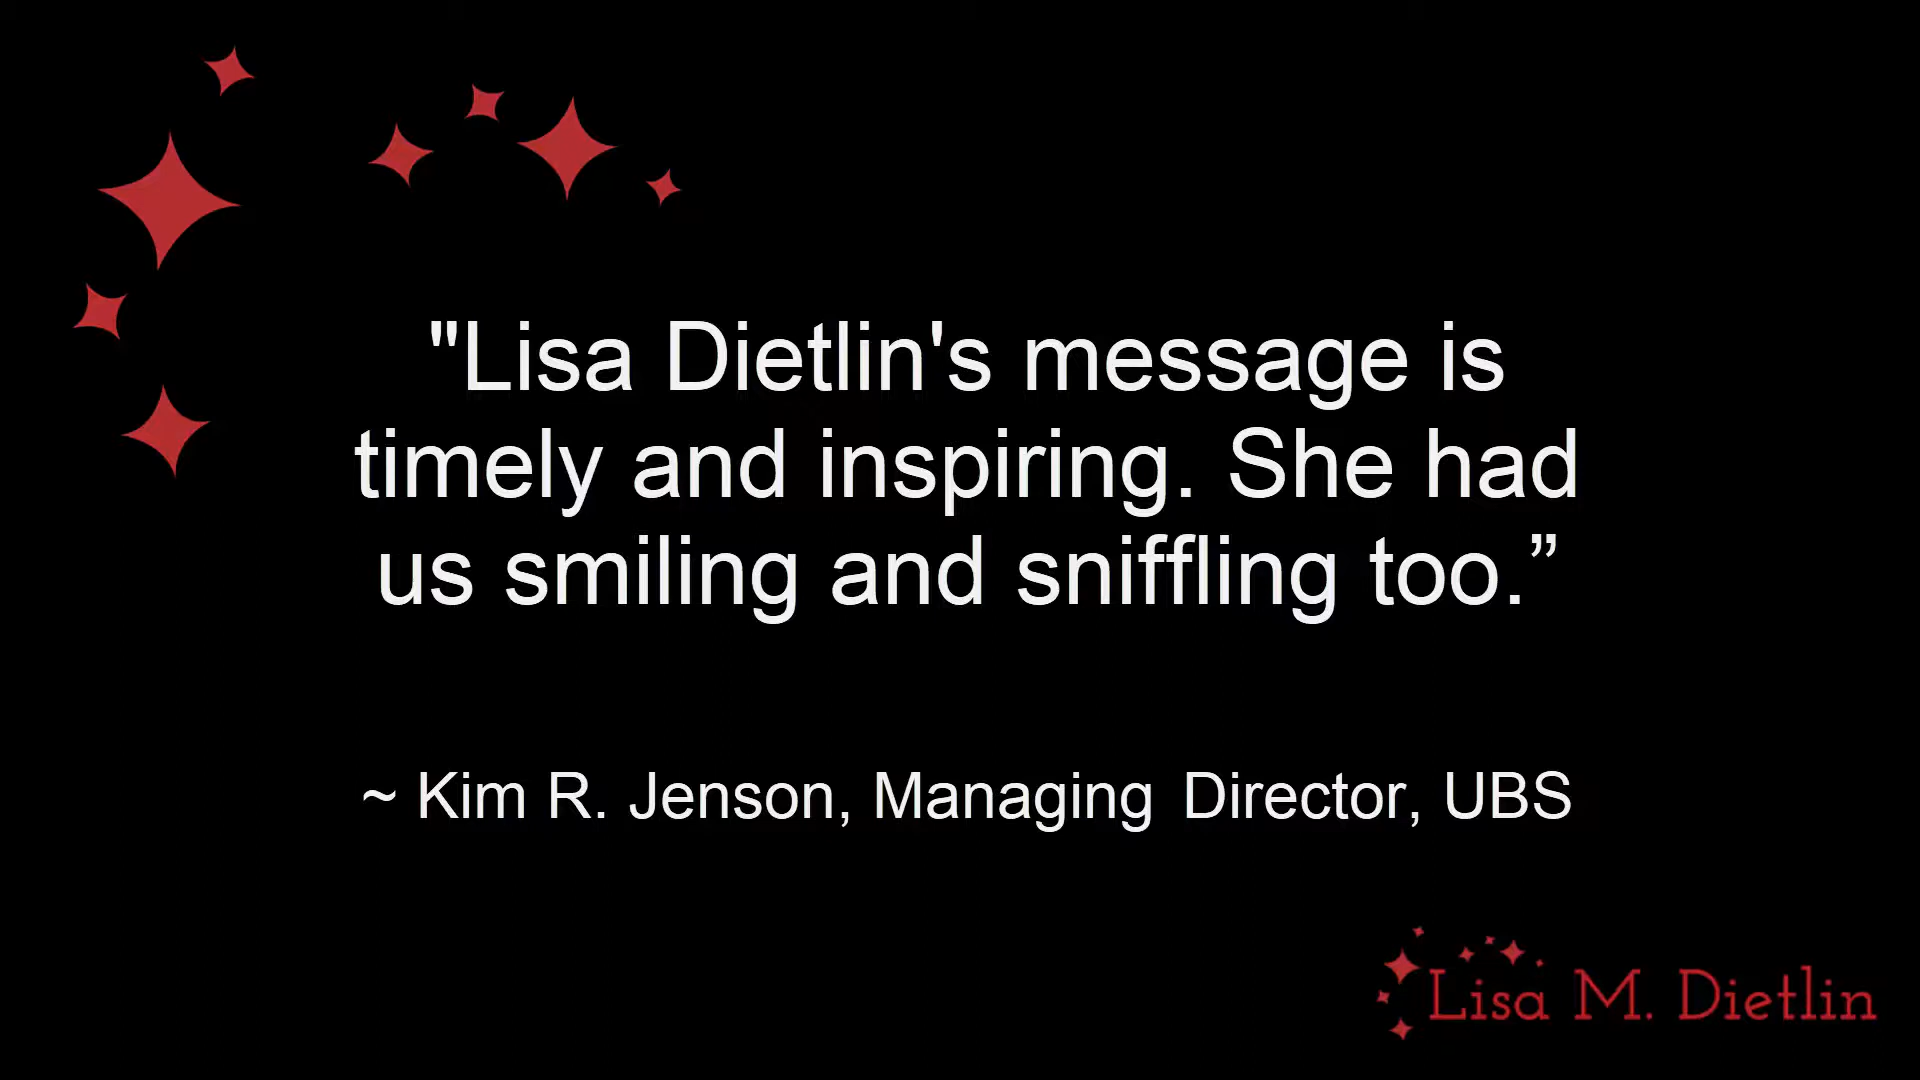 "Lisa Dietlin's message is
timely and inspiring. She had
us smiling and sniffling too.”
~ Kim R. Jenson, Managing Director, UBS
Lisa M. Dietlin